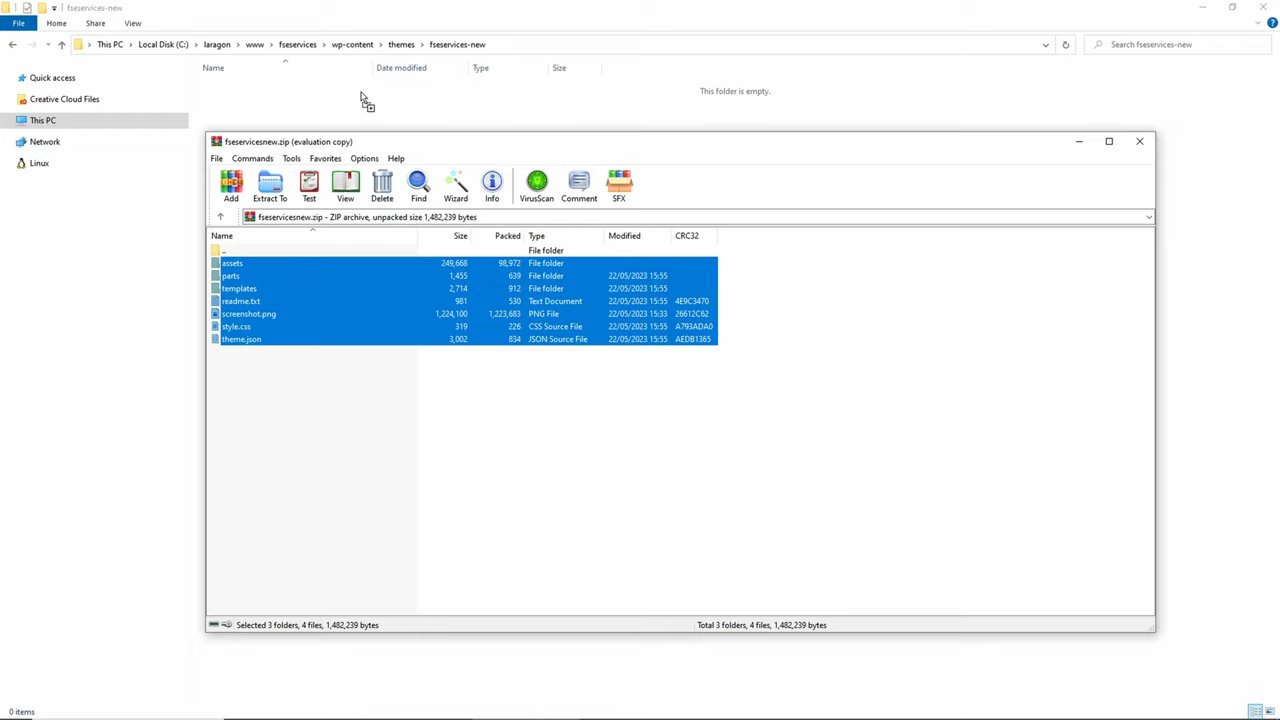 fseservices-new
File Home Share View
This PC Local Disk (C:) laragon www fseservices wp-content themes fseservices-new Search fseservices-new
Name Date modified Type Size
Quick access
This folder is empty.
Creative Cloud Files
This PC
Network
Linux
fseservicesnew.zip (evaluation copy)
File Commands Tools Favorites Options Help
Add Extract To Test View Delete Find Wizard Info VirusScan Comment SFX
fseservicesnew.zip - ZIP archive, unpacked size 1,482,239 bytes
Name Size Packed Type Modified CRC32
.. File folder
assets 249,668 98,972 File folder
parts 1,455 639 File folder 22/05/2023 15:55
templates 2,714 912 File folder 22/05/2023 15:55
readme.txt 981 530 Text Document 22/05/2023 15:55 4E9C3470
screenshot.png 1,224,100 1,223,683 PNG File 22/05/2023 15:33 26612C62
style.css 319 226 CSS Source File 22/05/2023 15:55 A793ADA0
theme.json 3,002 834 JSON Source File 22/05/2023 15:55 AEDB1365
Selected 3 folders, 4 files, 1,482,239 bytes Total 3 folders, 4 files, 1,482,239 bytes
0 items